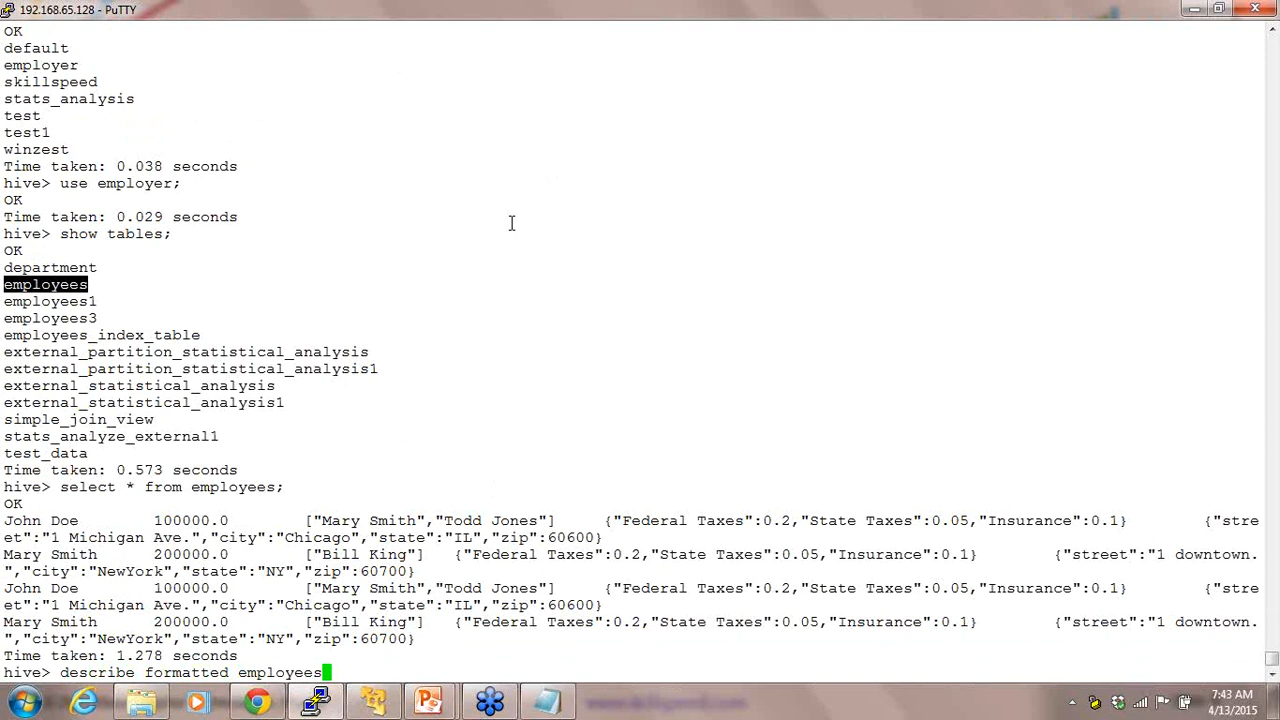 192.168.65.128 - PuTTY
OK
default
employer
skillspeed
stats_analysis
test
test1
winzest
Time taken: 0.038 seconds
hive> use employer;
OK
Time taken: 0.029 seconds
hive> show tables;
OK
department
employees
employees1
employees3
employees_index_table
external_partition_statistical_analysis
external_partition_statistical_analysis1
external_statistical_analysis
external_statistical_analysis1
simple_join_view
stats_analyze_external1
test_data
Time taken: 0.573 seconds
hive> select * from employees;
OK
John Doe 100000.0 ["Mary Smith","Todd Jones"] {"Federal Taxes":0.2,"State Taxes":0.05,"Insurance":0.1} {"stre
et":"1 Michigan Ave.","city":"Chicago","state":"IL","zip":60600}
Mary Smith 200000.0 ["Bill King"] {"Federal Taxes":0.2,"State Taxes":0.05,"Insurance":0.1} {"street":"1 downtown.
","city":"NewYork","state":"NY","zip":60700}
John Doe 100000.0 ["Mary Smith","Todd Jones"] {"Federal Taxes":0.2,"State Taxes":0.05,"Insurance":0.1} {"stre
et":"1 Michigan Ave.","city":"Chicago","state":"IL","zip":60600}
Mary Smith 200000.0 ["Bill King"] {"Federal Taxes":0.2,"State Taxes":0.05,"Insurance":0.1} {"street":"1 downtown.
","city":"NewYork","state":"NY","zip":60700}
Time taken: 1.278 seconds
hive> describe formatted employees
7:43 AM
4/13/2015